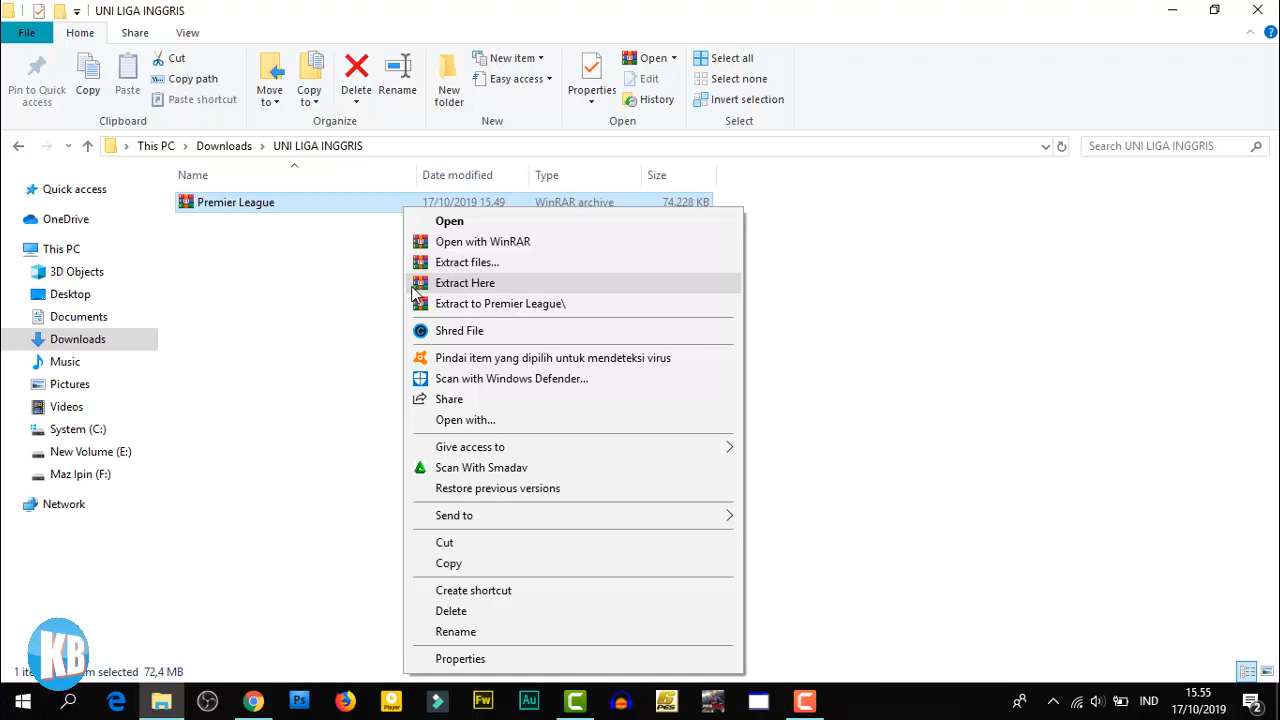 UNI LIGA INGGRIS
File
Home
Share
View
Pin to Quick access
Copy
Paste
Cut
Copy path
Paste shortcut
Clipboard
Move to
Copy to
Delete
Rename
Organize
New folder
New item
Easy access
New
Properties
Open
Edit
History
Open
Select all
Select none
Invert selection
Select
This PC
Downloads
UNI LIGA INGGRIS
Search UNI LIGA INGGRIS
Name
Date modified
Type
Size
Premier League
17/10/2019 15.49
WinRAR archive
74.228 KB
Quick access
OneDrive
This PC
3D Objects
Desktop
Documents
Downloads
Music
Pictures
Videos
System (C:)
New Volume (E:)
Maz Ipin (F:)
Network
Open
Open with WinRAR
Extract files...
Extract Here
Extract to Premier League\
Shred File
Pindai item yang dipilih untuk mendeteksi virus
Scan with Windows Defender...
Share
Open with...
Give access to
Scan With Smadav
Restore previous versions
Send to
Cut
Copy
Create shortcut
Delete
Rename
Properties
KB
selected
72,4 MB
Ps
Player
Fw
Au
PES
IND
15.55
17/10/2019
2